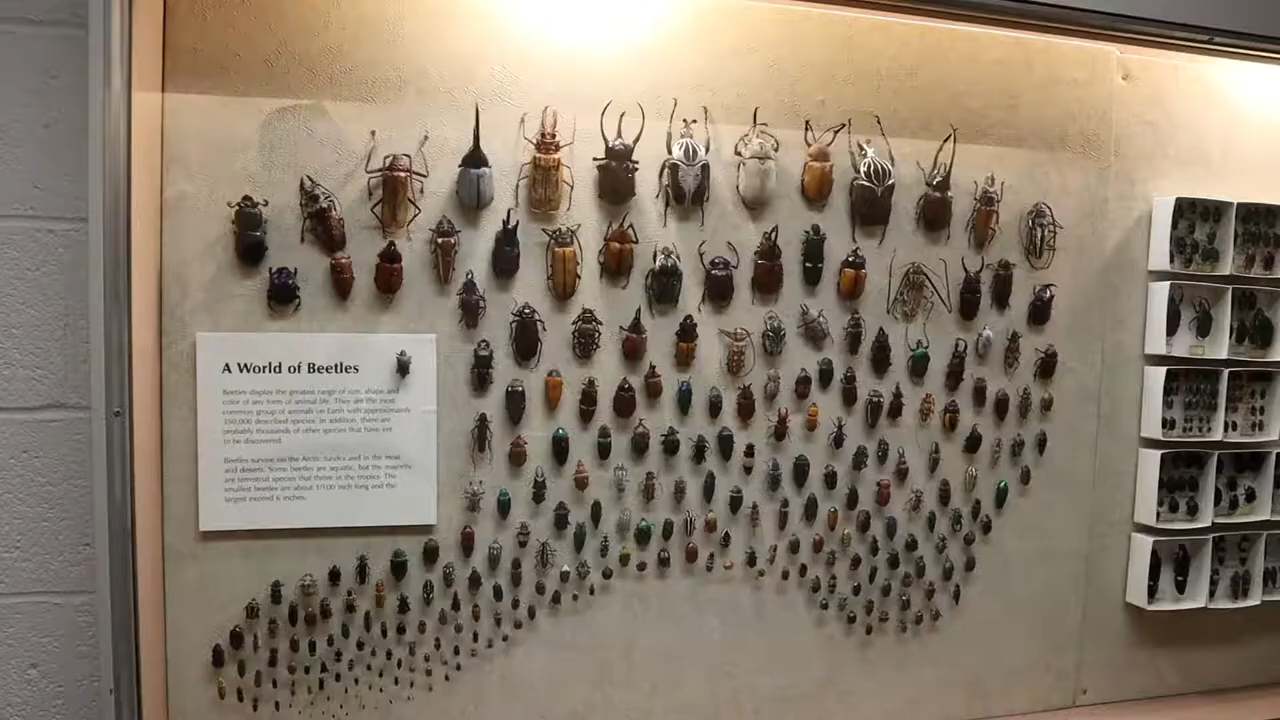 A World of Beetles
Beetles display the greatest range of size, shape and
color of any form of animal life. They are the most
common group of animals on Earth with approximately
350,000 described species. In addition, there are
probably thousands of other species that have yet
to be discovered.
Beetles survive on the Arctic tundra and in the most
arid deserts. Some beetles are aquatic, but the majority
are terrestrial species that thrive in the tropics. The
smallest beetles are about 1/100 inch long and the
largest exceed 6 inches.